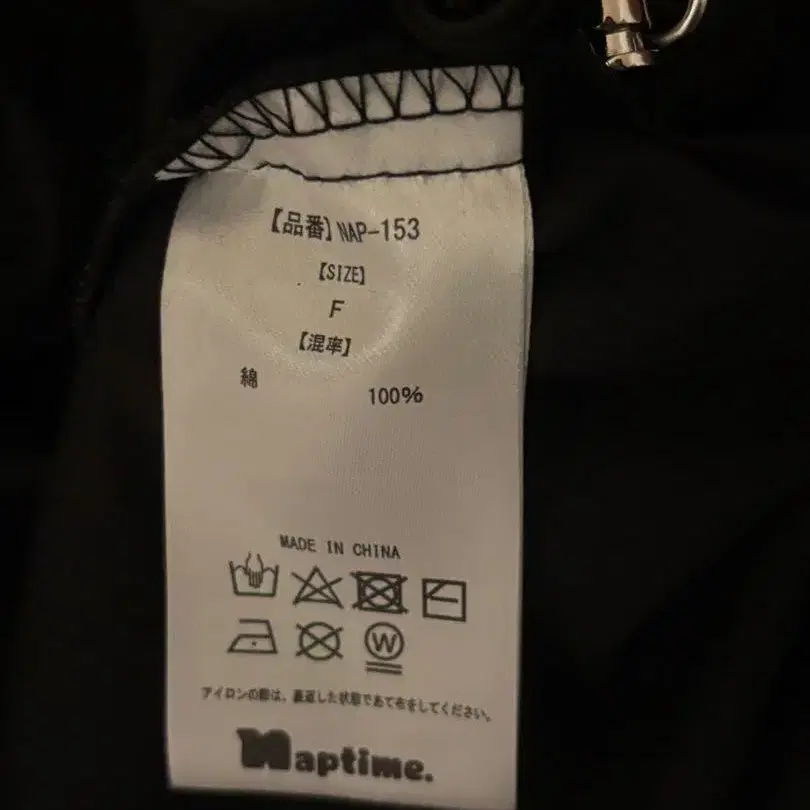 【品番】NAP-153
【SIZE】
F
【混率】
綿 100%
MADE IN CHINA
W
アイロンの際は、裏返した状態であて布をしてください。
Naptime.